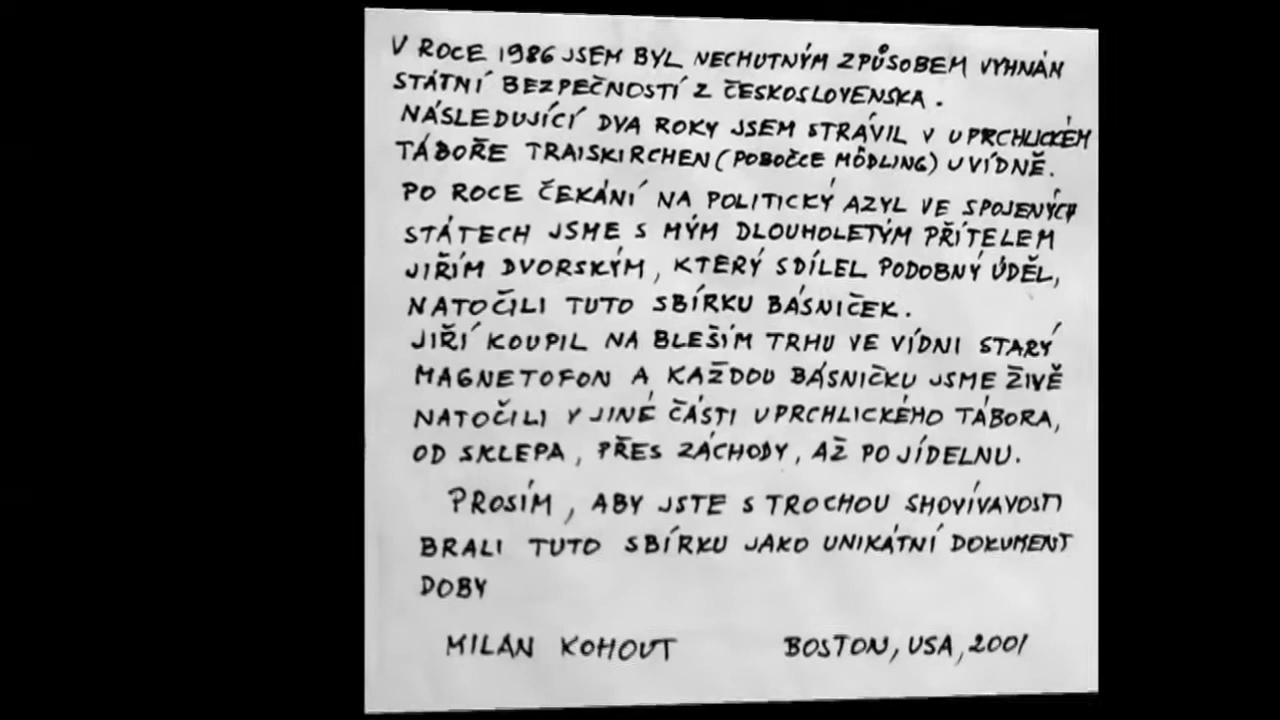 V ROCE 1986 JSEM BYL NECHUTNÝM ZPŮSOBEM VYHNÁN
STÁTNÍ BEZPEČNOSTÍ Z ČESKOSLOVENSKA.
NÁSLEDUJÍCÍ DVA ROKY JSEM STRÁVIL V UPRCHLICKÉM
TÁBOŘE TRAISKIRCHEN (POBOČCE MÖDLING) U VÍDNĚ.
PO ROCE ČEKÁNÍ NA POLITICKÝ AZYL VE SPOJENÝCH
STÁTECH JSME S MÝM DLOUHOLETÝM PŘÍTELEM
JIŘÍM DVORSKÝM, KTERÝ SDÍLEL PODOBNÝ ÚDĚL,
NATOČILI TUTO SBÍRKU BÁSNIČEK.
JIŘÍ KOUPIL NA BLEŠÍM TRHU VE VÍDNI STARÝ
MAGNETOFON A KAŽDOU BÁSNIČKU JSME ŽIVĚ
NATOČILI V JINÉ ČÁSTI UPRCHLICKÉHO TÁBORA,
OD SKLEPA, PŘES ZÁCHODY, AŽ PO JÍDELNU.
PROSÍM, ABY JSTE S TROCHOU SHOVÍVAVOSTI
BRALI TUTO SBÍRKU JAKO UNIKÁTNÍ DOKUMENT
DOBY
MILAN KOHOUT BOSTON, USA, 2001